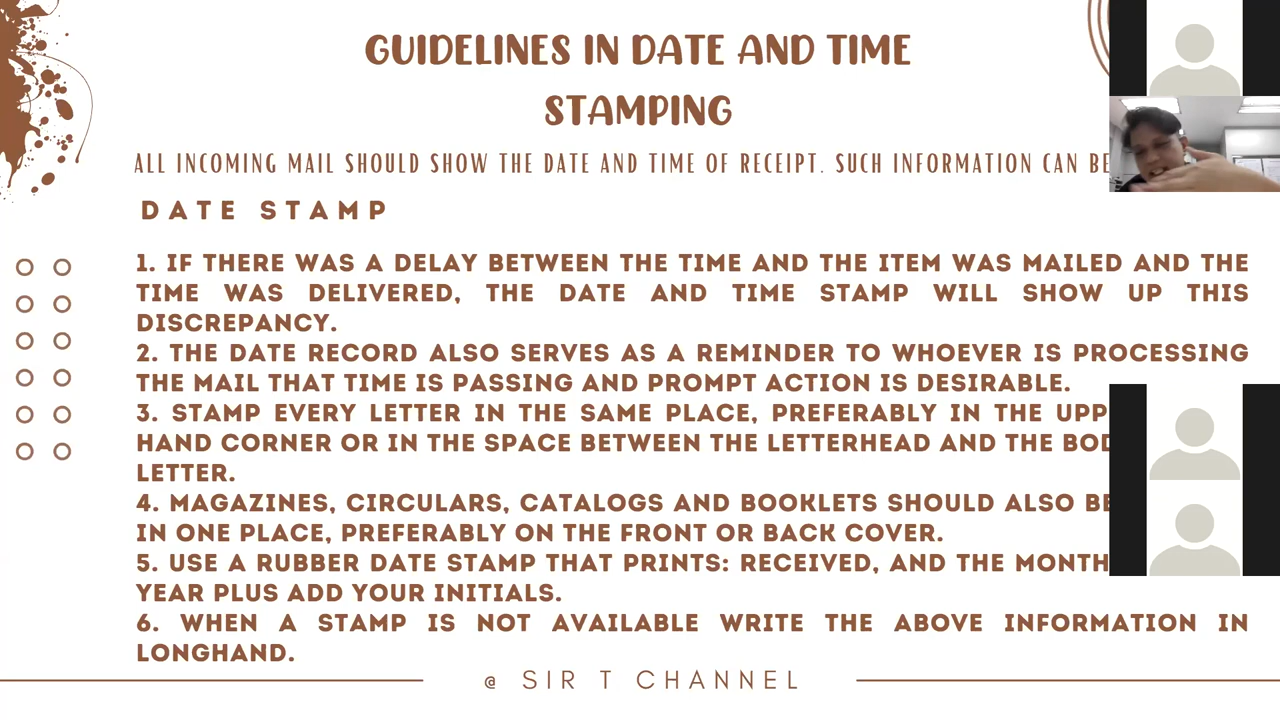 GUIDELINES IN DATE AND TIME
STAMPING
ALL INCOMING MAIL SHOULD SHOW THE DATE AND TIME OF RECEIPT. SUCH INFORMATION CAN BE
DATE STAMP
1. IF THERE WAS A DELAY BETWEEN THE TIME AND THE ITEM WAS MAILED AND THE
TIME WAS DELIVERED, THE DATE AND TIME STAMP WILL SHOW UP THIS
DISCREPANCY.
2. THE DATE RECORD ALSO SERVES AS A REMINDER TO WHOEVER IS PROCESSING
THE MAIL THAT TIME IS PASSING AND PROMPT ACTION IS DESIRABLE.
3. STAMP EVERY LETTER IN THE SAME PLACE, PREFERABLY IN THE
HAND CORNER OR IN THE SPACE BETWEEN THE LETTERHEAD AND THE
LETTER.
4. MAGAZINES, CIRCULARS, CATALOGS AND BOOKLETS SHOULD ALSO BE
IN ONE PLACE, PREFERABLY ON THE FRONT OR BACK COVER.
5. USE A RUBBER DATE STAMP THAT PRINTS: RECEIVED, AND THE MONTH
YEAR PLUS ADD YOUR INITIALS.
6. WHEN A STAMP IS NOT AVAILABLE WRITE THE ABOVE INFORMATION IN
LONGHAND.
@ SIR T CHANNEL